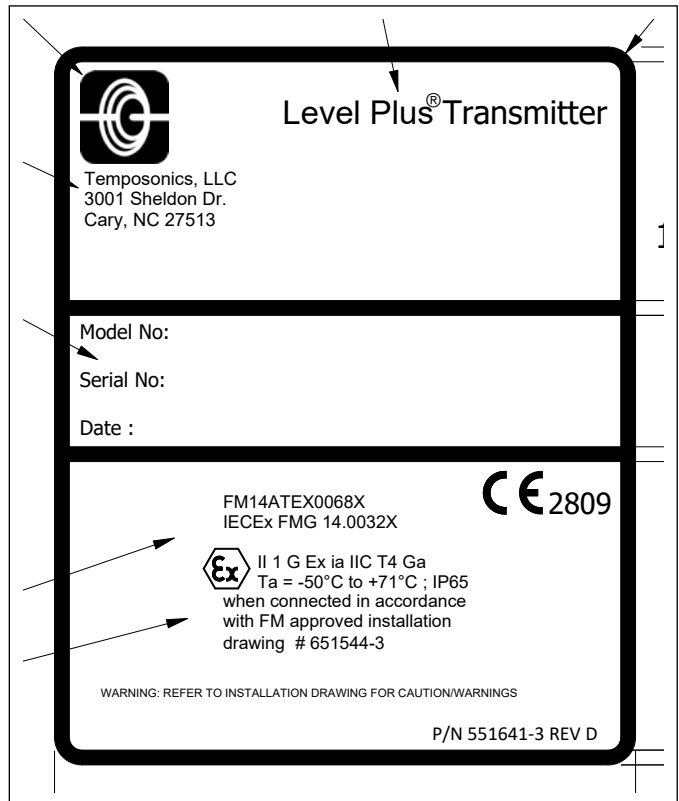 Level Plus® Transmitter
Temposonics, LLC
3001 Sheldon Dr.
Cary, NC 27513
Model No:
Serial No:
Date :
CE 2809
FM14ATEX0068X
IECEx FMG 14.0032X
Ex II 1 G Ex ia IIC T4 Ga
Ta = -50°C to +71°C ; IP65
when connected in accordance
with FM approved installation
drawing # 651544-3
WARNING: REFER TO INSTALLATION DRAWING FOR CAUTION/WARNINGS
P/N 551641-3 REV D